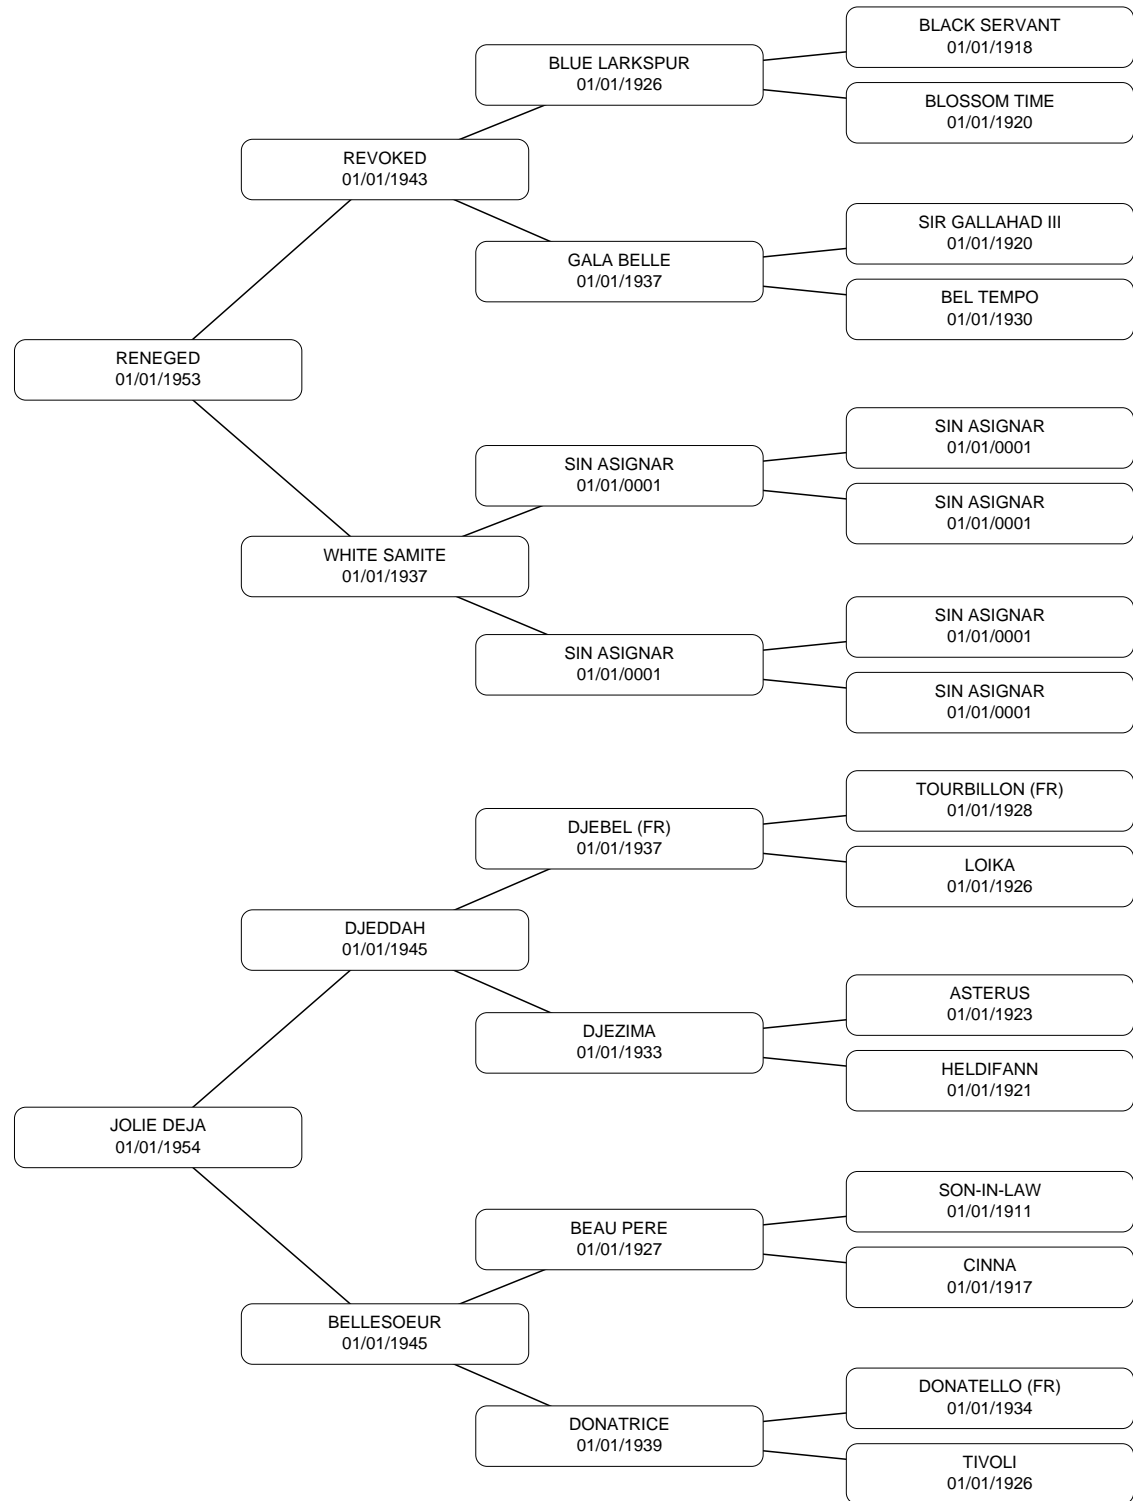 BLACK SERVANT
01/01/1918
BLUE LARKSPUR
01/01/1926
BLOSSOM TIME
01/01/1920
REVOKED
01/01/1943
SIR GALLAHAD III
01/01/1920
GALA BELLE
01/01/1937
BEL TEMPO
01/01/1930
RENEGED
01/01/1953
SIN ASIGNAR
01/01/0001
SIN ASIGNAR
01/01/0001
SIN ASIGNAR
01/01/0001
WHITE SAMITE
01/01/1937
SIN ASIGNAR
01/01/0001
SIN ASIGNAR
01/01/0001
SIN ASIGNAR
01/01/0001
TOURBILLON (FR)
01/01/1928
DJEBEL (FR)
01/01/1937
LOIKA
01/01/1926
DJEDDAH
01/01/1945
ASTERUS
01/01/1923
DJEZIMA
01/01/1933
HELDIFANN
01/01/1921
JOLIE DEJA
01/01/1954
SON-IN-LAW
01/01/1911
BEAU PERE
01/01/1927
CINNA
01/01/1917
BELLESOEUR
01/01/1945
DONATELLO (FR)
01/01/1934
DONATRICE
01/01/1939
TIVOLI
01/01/1926